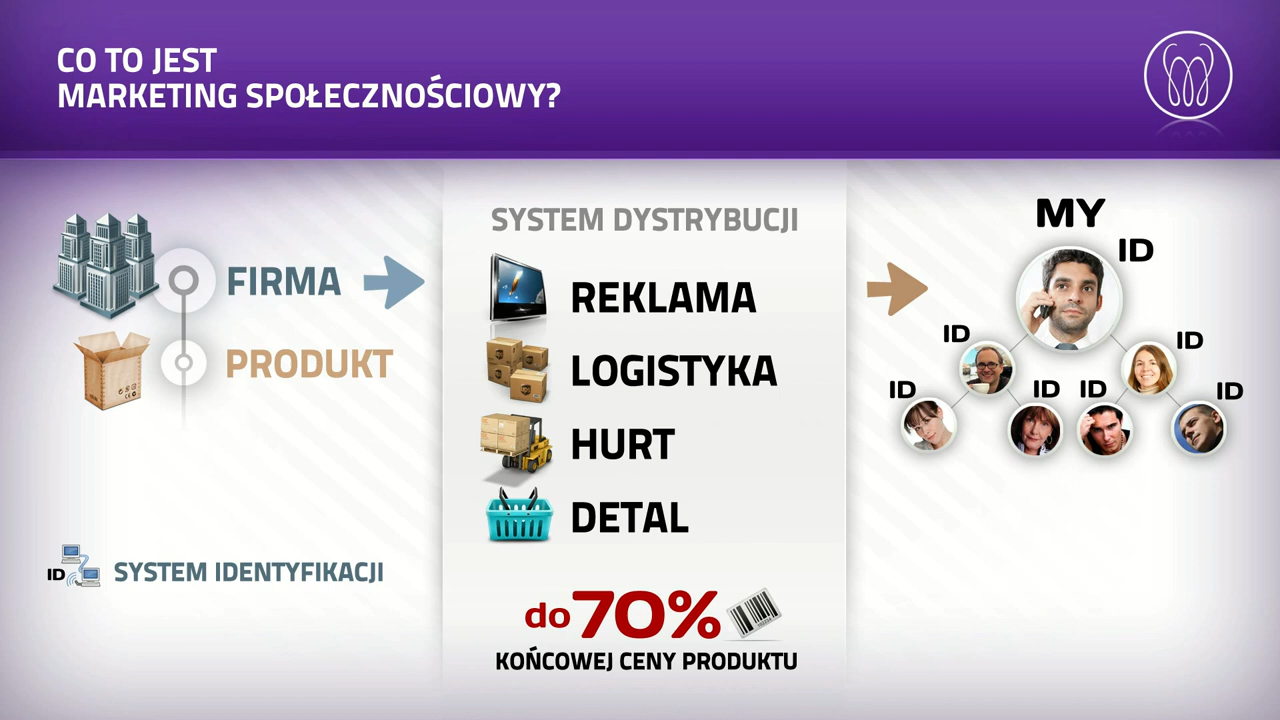 CO TO JEST
MARKETING SPOŁECZNOŚCIOWY?
FIRMA
PRODUKT
ID
SYSTEM IDENTYFIKACJI
SYSTEM DYSTRYBUCJI
REKLAMA
LOGISTYKA
HURT
DETAL
do 70%
KOŃCOWEJ CENY PRODUKTU
MY
ID
ID
ID
ID
ID
ID
ID